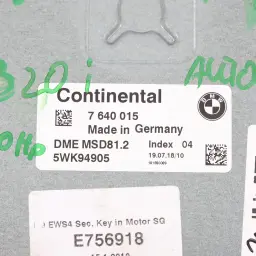 320i
Continental
BMW
7 640 015
Made in Germany
DME MSD81.2 Index 04
5WK94905 19.07.18/10
EWS4 Sec. Key in Motor SG
E756918